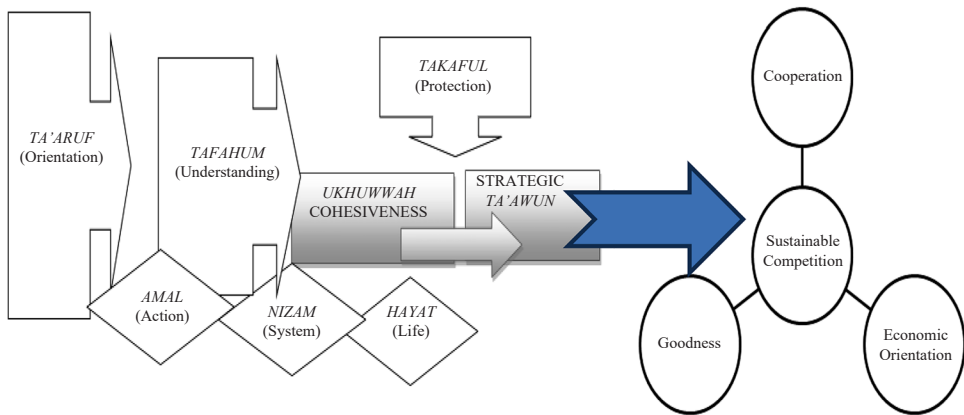 TA’ARUF
(Orientation)
TAFAHUM
(Understanding)
TAKAFUL
(Protection)
UKHUWWAH
COHESIVENESS
STRATEGIC
TA’AWUN
AMAL
(Action)
NIZAM
(System)
HAYAT
(Life)
Cooperation
Sustainable
Competition
Goodness
Economic
Orientation